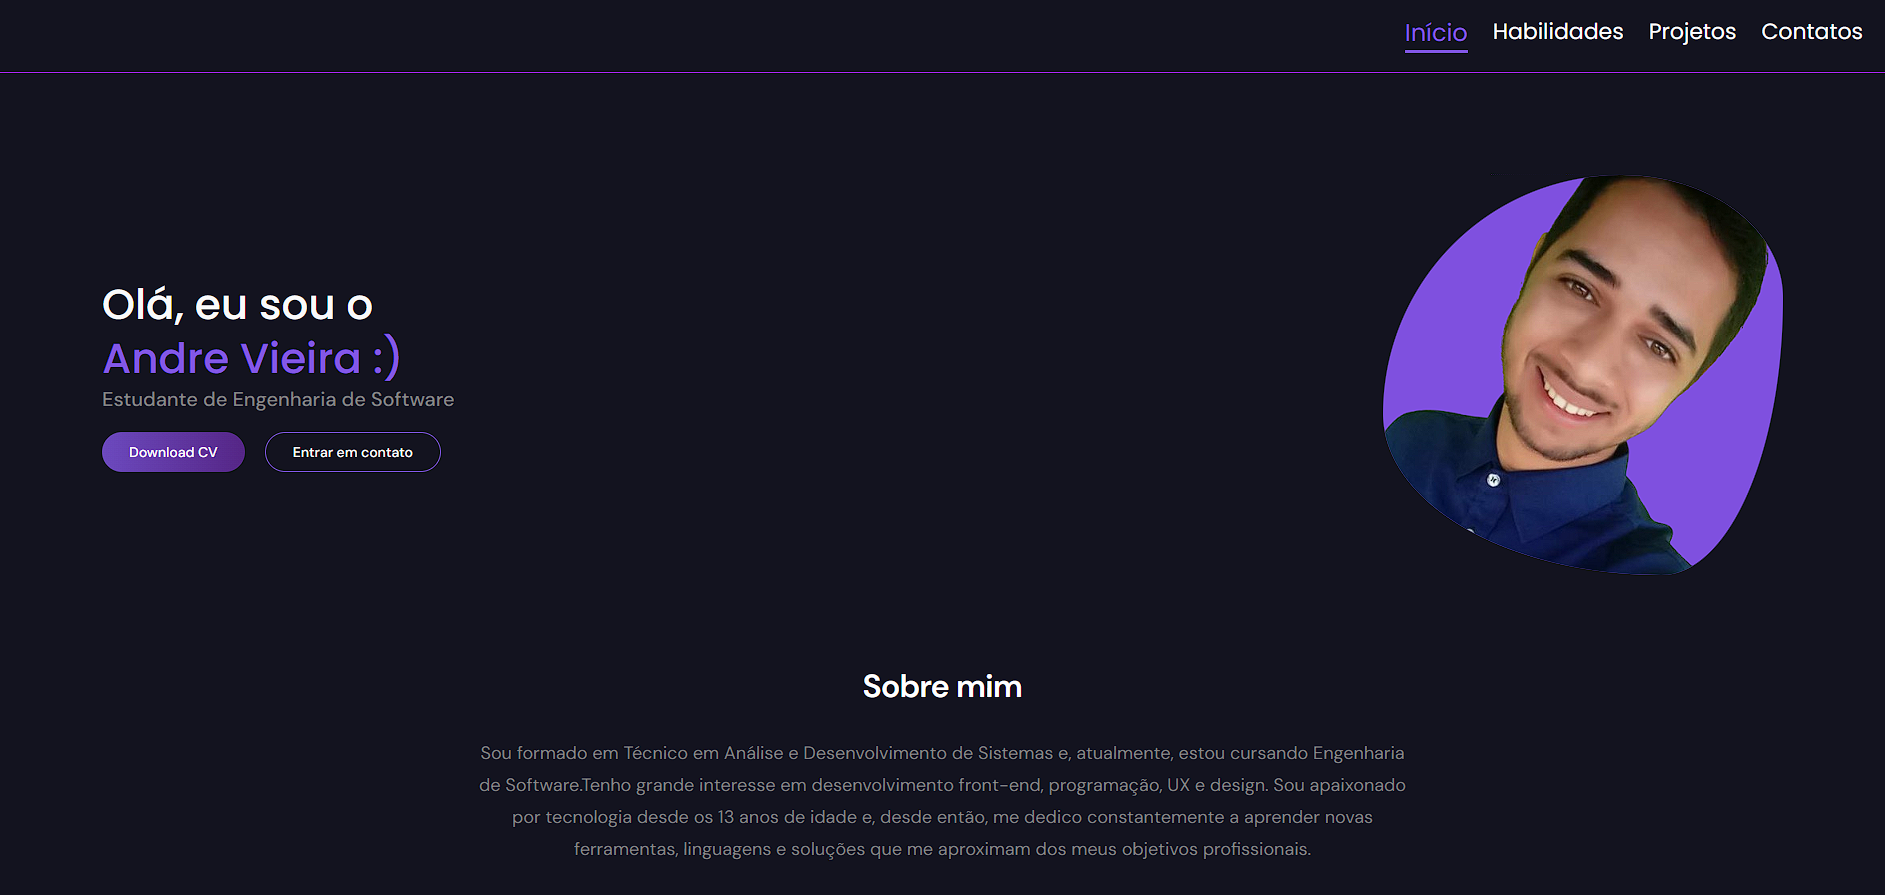 Início Habilidades Projetos Contatos
Olá, eu sou o
Andre Vieira :)
Estudante de Engenharia de Software
Download CV Entrar em contato
Sobre mim
Sou formado em Técnico em Análise e Desenvolvimento de Sistemas e, atualmente, estou cursando Engenharia
de Software.Tenho grande interesse em desenvolvimento front-end, programação, UX e design. Sou apaixonado
por tecnologia desde os 13 anos de idade e, desde então, me dedico constantemente a aprender novas
ferramentas, linguagens e soluções que me aproximam dos meus objetivos profissionais.